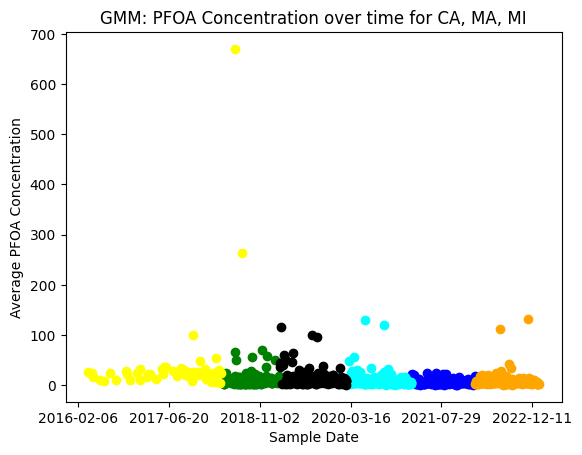 GMM: PFOA Concentration over time for CA, MA, MI
700
600
500
400
300
200
100
0
Average PFOA Concentration
2016-02-06 2017-06-20 2018-11-02 2020-03-16 2021-07-29 2022-12-11
Sample Date